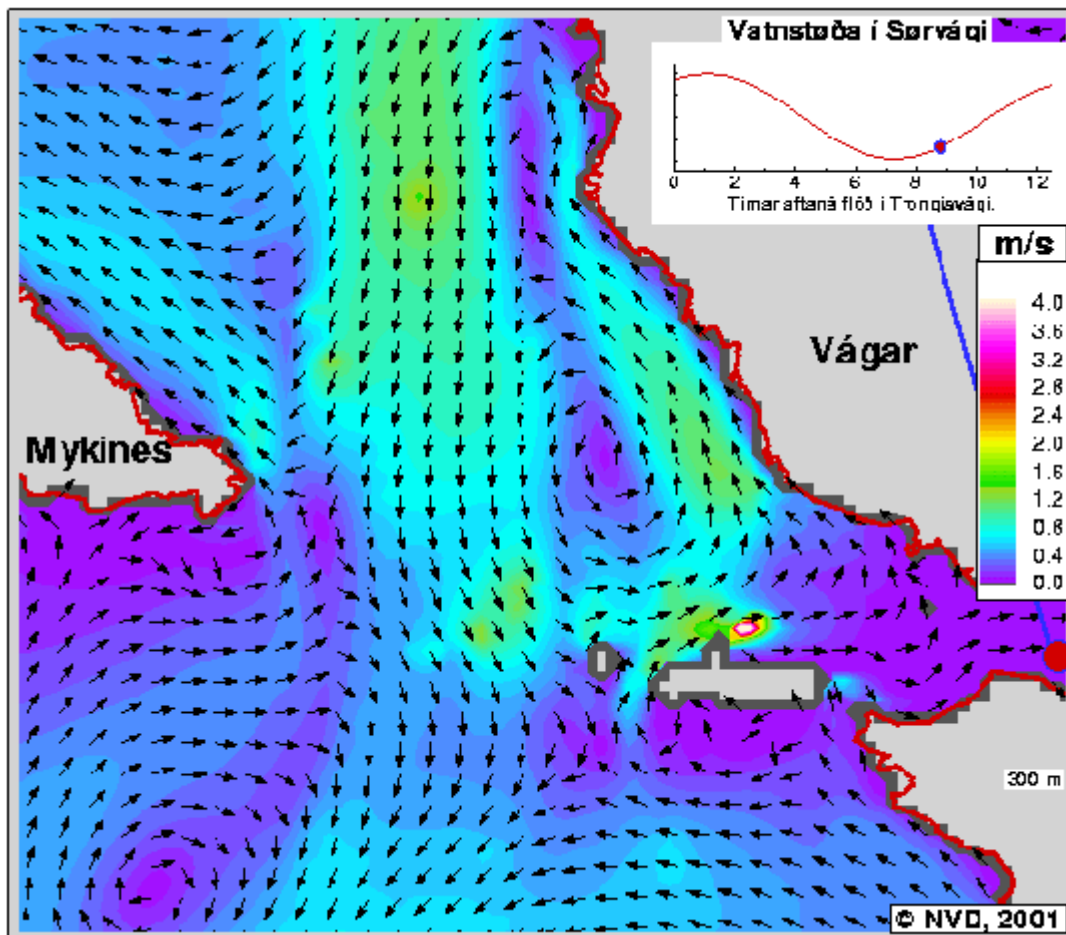 Vatnstøða í Sørvági
0 2 4 6 8 10 12
Tímar aftaná flóð í Trongisvági.
m/s
4.0
3.6
3.2
2.8
2.4
2.0
1.6
1.2
0.8
0.4
0.0
Vágar
Mykines
300 m
© NVD, 2001